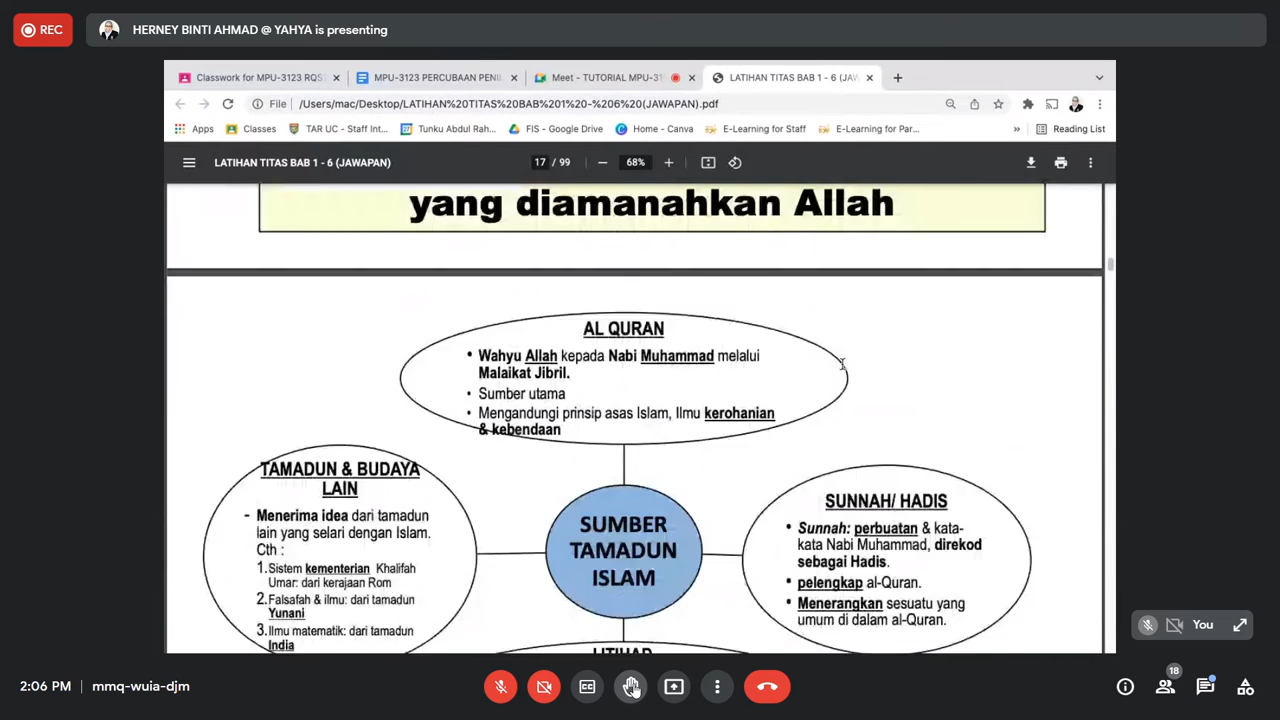 REC
HERNEY BINTI AHMAD @ YAHYA is presenting
Classwork for MPU-3123 RQS
MPU-3123 PERCUBAAN PENI
Meet - TUTORIAL MPU-31
LATIHAN TITAS BAB 1 - 6 (JAW
File
/Users/mac/Desktop/LATIHAN%20TITAS%20BAB%201%20-%206%20(JAWAPAN).pdf
Apps
Classes
TAR UC - Staff Int...
Tunku Abdul Rah...
FIS - Google Drive
Home - Canva
E-Learning for Staff
E-Learning for Par...
»
Reading List
LATIHAN TITAS BAB 1 - 6 (JAWAPAN)
17 / 99
68%
yang diamanahkan Allah
AL QURAN
• Wahyu Allah kepada Nabi Muhammad melalui
Malaikat Jibril.
• Sumber utama
• Mengandungi prinsip asas Islam, Ilmu kerohanian
& kebendaan
TAMADUN & BUDAYA
LAIN
- Menerima idea dari tamadun
lain yang selari dengan Islam.
Cth :
1. Sistem kementerian Khalifah
Umar: dari kerajaan Rom
2. Falsafah & ilmu: dari tamadun
Yunani
3. Ilmu matematik: dari tamadun
India
SUMBER
TAMADUN
ISLAM
SUNNAH/ HADIS
• Sunnah: perbuatan & kata-
kata Nabi Muhammad, direkod
sebagai Hadis.
• pelengkap al-Quran.
• Menerangkan sesuatu yang
umum di dalam al-Quran.
You
2:06 PM
mmq-wuia-djm
18